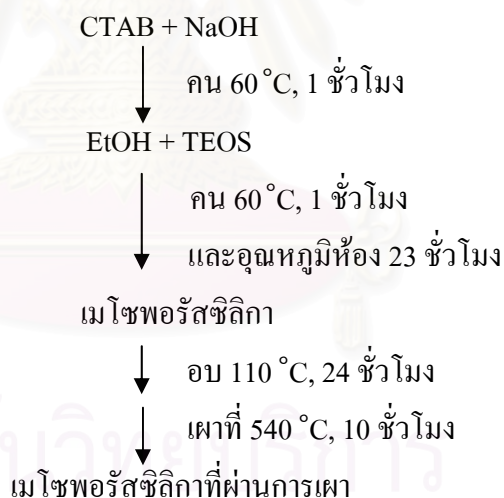 CTAB + NaOH
คน 60 °C, 1 ชั่วโมง
EtOH + TEOS
คน 60 °C, 1 ชั่วโมง
และอุณหภูมิห้อง 23 ชั่วโมง
เมโซพอรัสซิลิกา
อบ 110 °C, 24 ชั่วโมง
เผาที่ 540 °C, 10 ชั่วโมง
เมโซพอรัสซิลิกาที่ผ่านการเผา